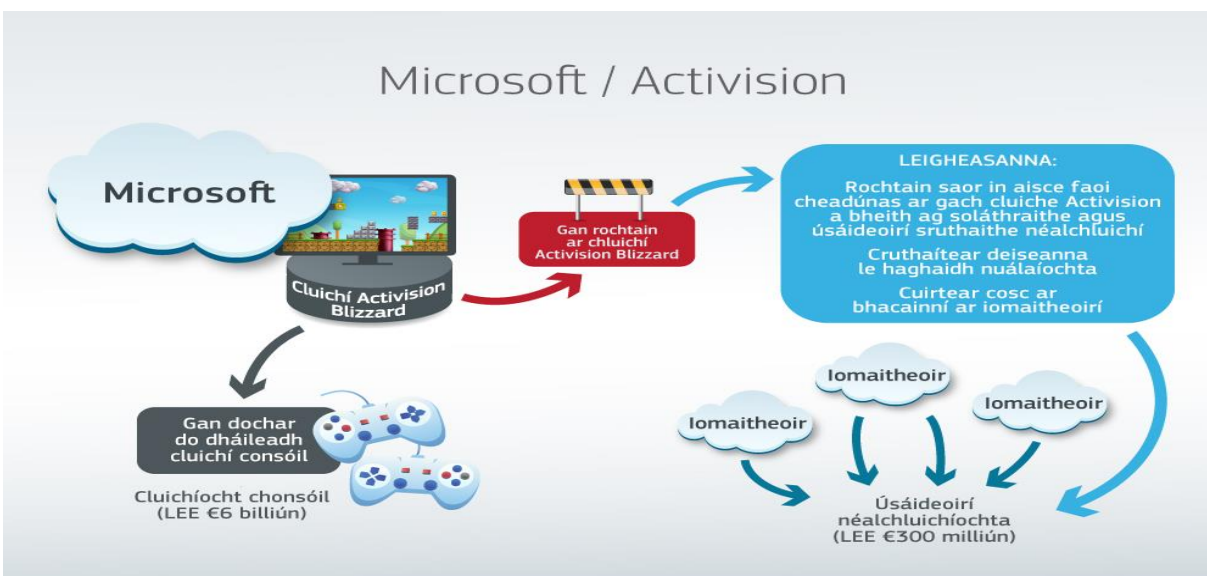 Microsoft / Activision
Microsoft
Cluichí Activision
Blizzard
Gan rochtain
ar chluichí
Activision Blizzard
LEIGHEASANNA:
Rochtain saor in aisce faoi
cheadúnas ar gach cluiche Activision
a bheith ag soláthraithe agus
úsáideoirí sruthaithe néalchluichí
Cruthaítear deiseanna
le haghaidh nuálaíochta
Cuirtear cosc ar
bhacainní ar iomaitheoirí
Gan dochar
do dháileadh
cluichí consóil
Cluichíocht chonsóil
(LEE €6 billiún)
Iomaitheoir
Iomaitheoir
Iomaitheoir
Úsáideoirí
néalchluichíochta
(LEE €300 milliún)